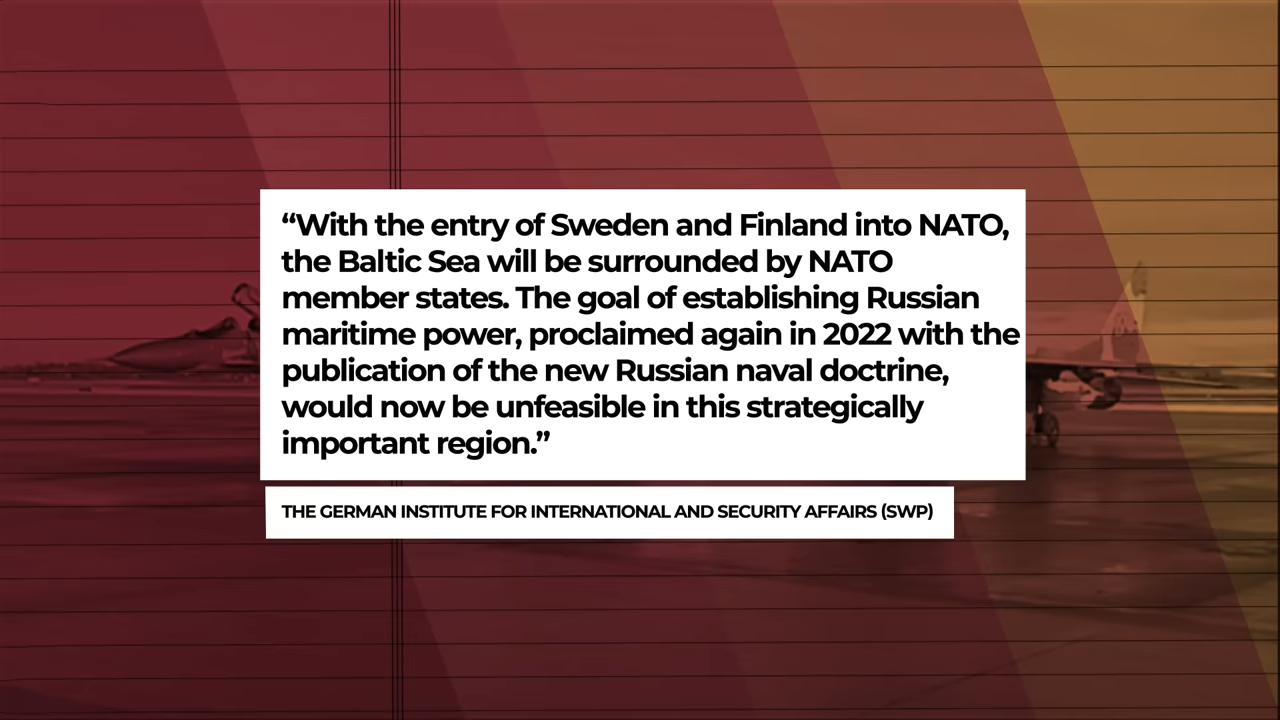 “With the entry of Sweden and Finland into NATO,
the Baltic Sea will be surrounded by NATO
member states. The goal of establishing Russian
maritime power, proclaimed again in 2022 with the
publication of the new Russian naval doctrine,
would now be unfeasible in this strategically
important region.”
THE GERMAN INSTITUTE FOR INTERNATIONAL AND SECURITY AFFAIRS (SWP)